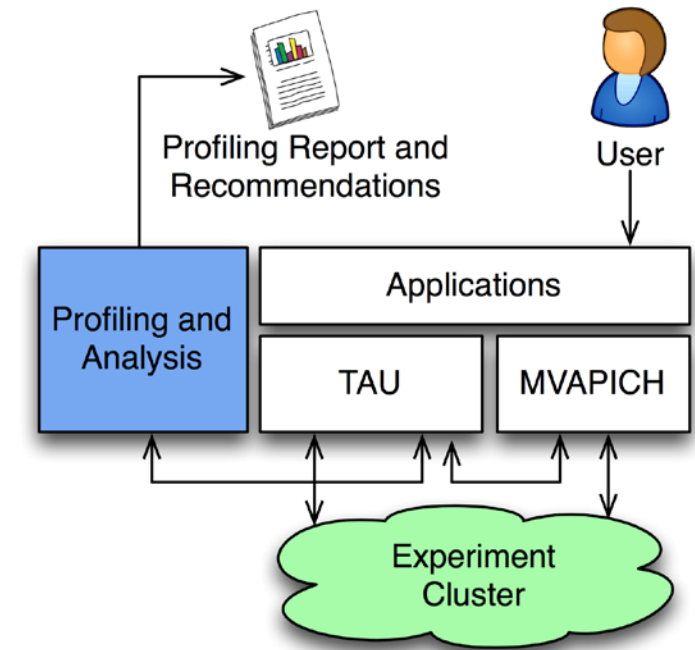 Profiling Report and
Recommendations
User
Profiling and
Analysis
Applications
TAU
MVAPICH
Experiment
Cluster